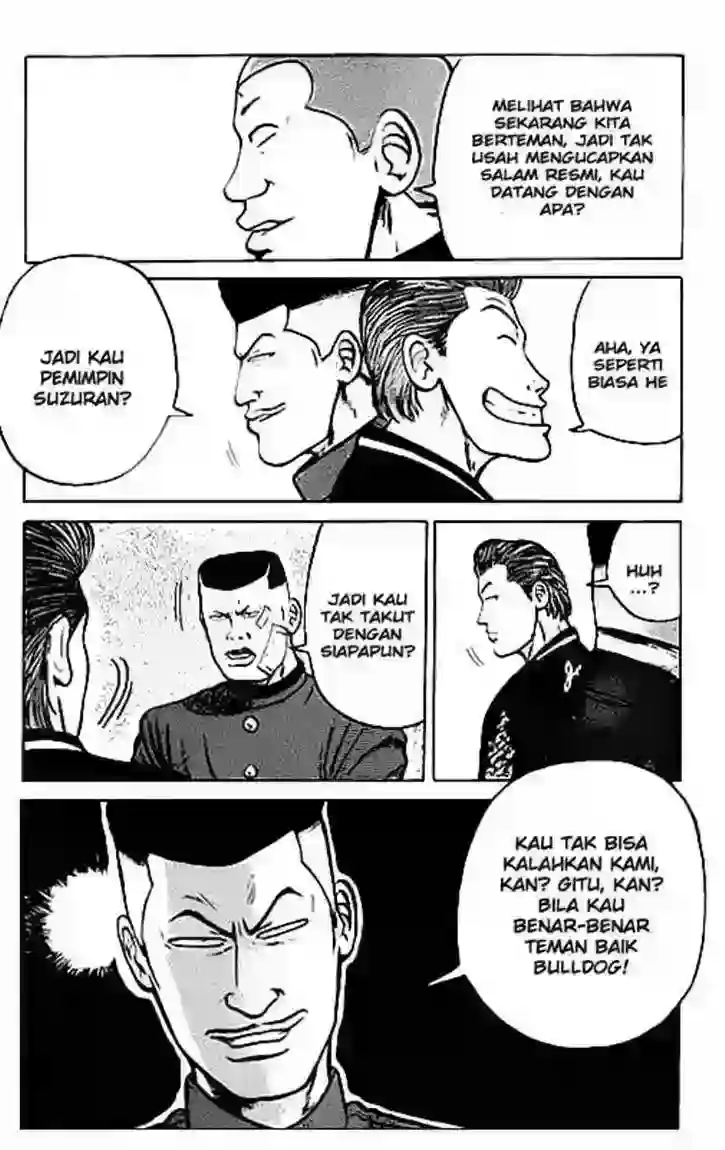 MELIHAT BAHWA
SEKARANG KITA
BERTEMAN, JADI TAK
USAH MENGUCAPKAN
SALAM RESMI, KAU
DATANG DENGAN
APA?
JADI KAU
PEMIMPIN
SUZURAN?
AHA, YA
SEPERTI
BIASA HE
JADI KAU
TAK TAKUT
DENGAN
SIAPAPUN?
HUH
...?
KAU TAK BISA
KALAHKAN KAMI,
KAN? GITU, KAN?
BILA KAU
BENAR-BENAR
TEMAN BAIK
BULLDOG!